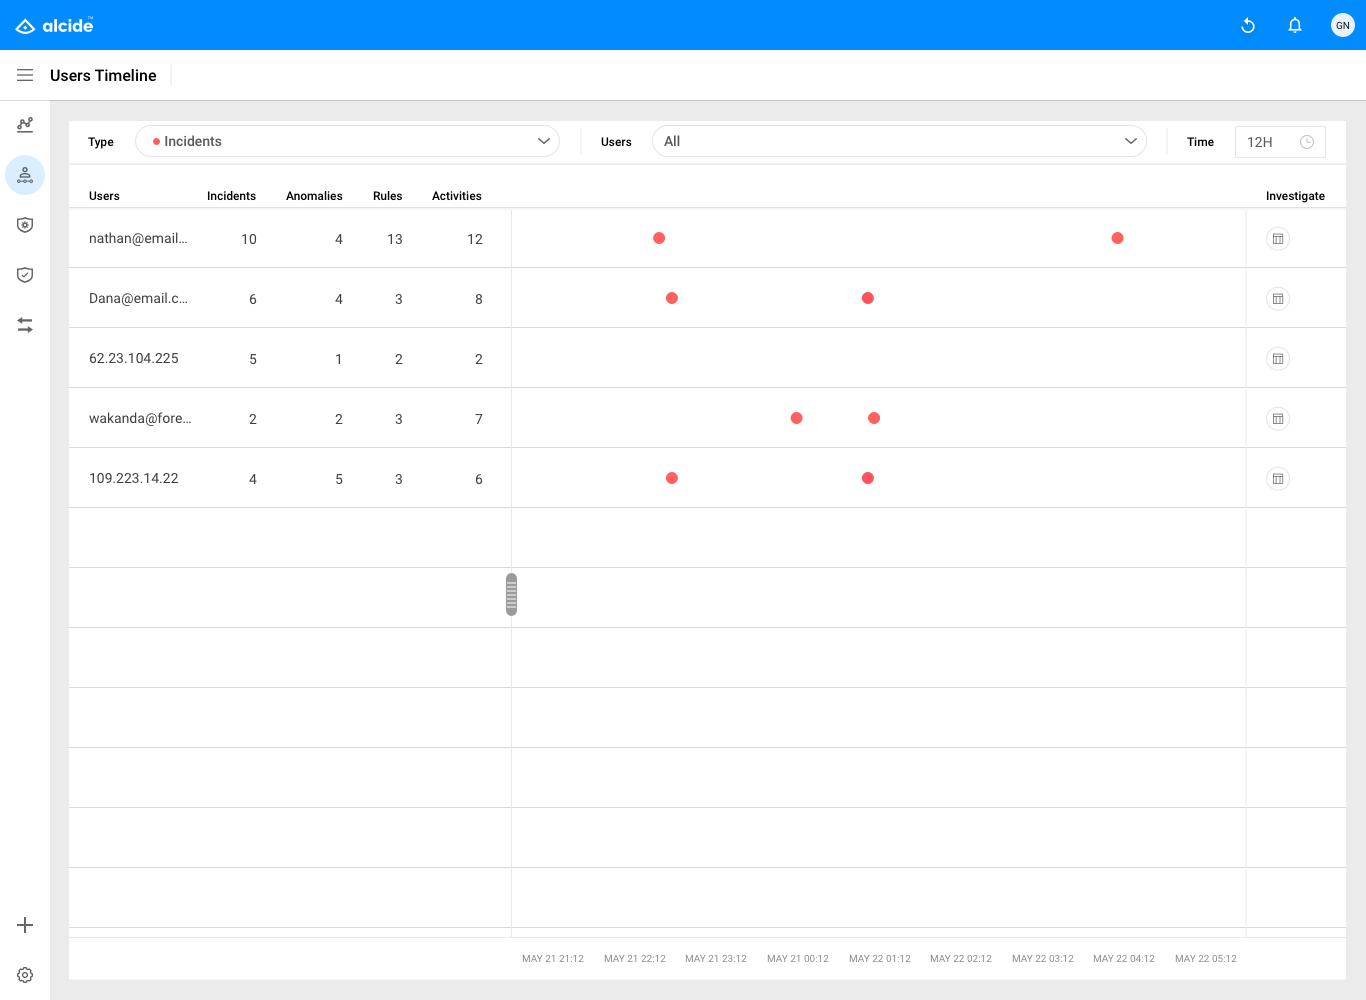 alcide™
GN
Users Timeline
Type Incidents Users All Time 12H
Users Incidents Anomalies Rules Activities Investigate
nathan@email... 10 4 13 12
Dana@email.c... 6 4 3 8
62.23.104.225 5 1 2 2
wakanda@fore... 2 2 3 7
109.223.14.22 4 5 3 6
MAY 21 21:12 MAY 21 22:12 MAY 21 23:12 MAY 21 00:12 MAY 22 01:12 MAY 22 02:12 MAY 22 03:12 MAY 22 04:12 MAY 22 05:12